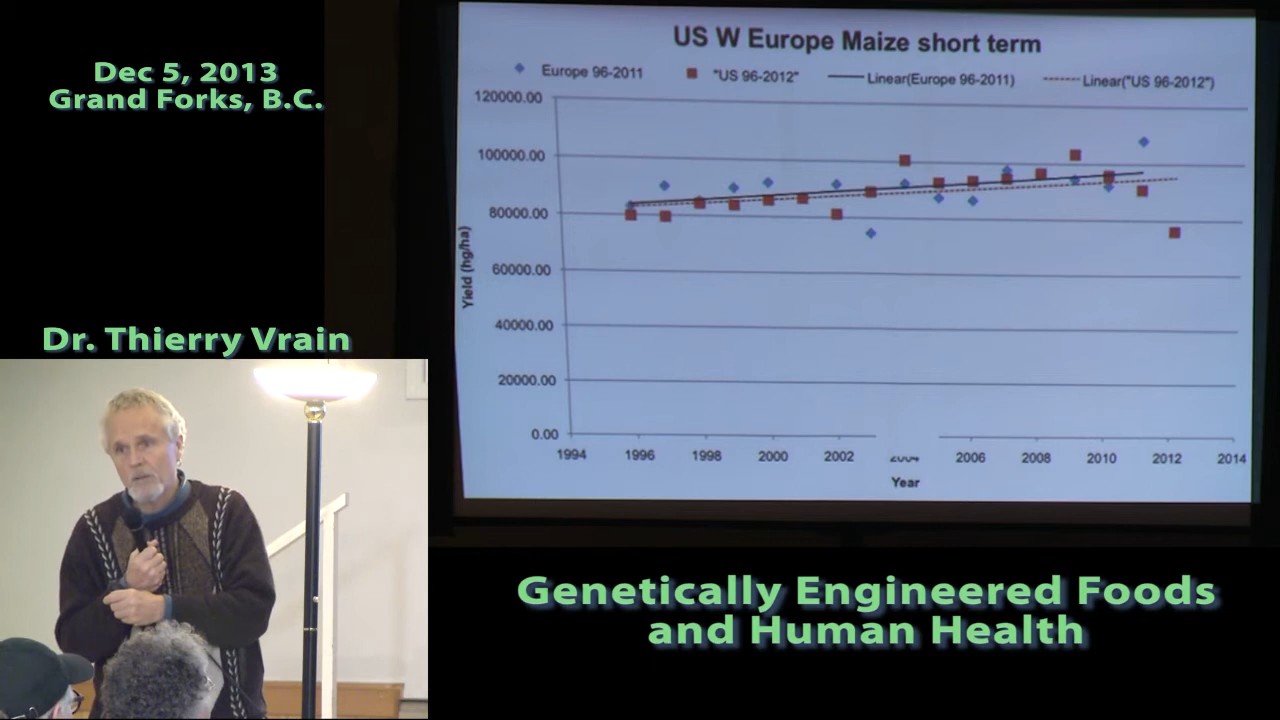 Dec 5, 2013
Grand Forks, B.C.
Dr. Thierry Vrain
US W Europe Maize short term
Europe 96-2011
"US 96-2012"
Linear(Europe 96-2011)
Linear("US 96-2012")
120000.00
100000.00
80000.00
60000.00
40000.00
20000.00
0.00
Yield (hg/ha)
1994 1996 1998 2000 2002 2004 2006 2008 2010 2012 2014
Year
Genetically Engineered Foods
and Human Health